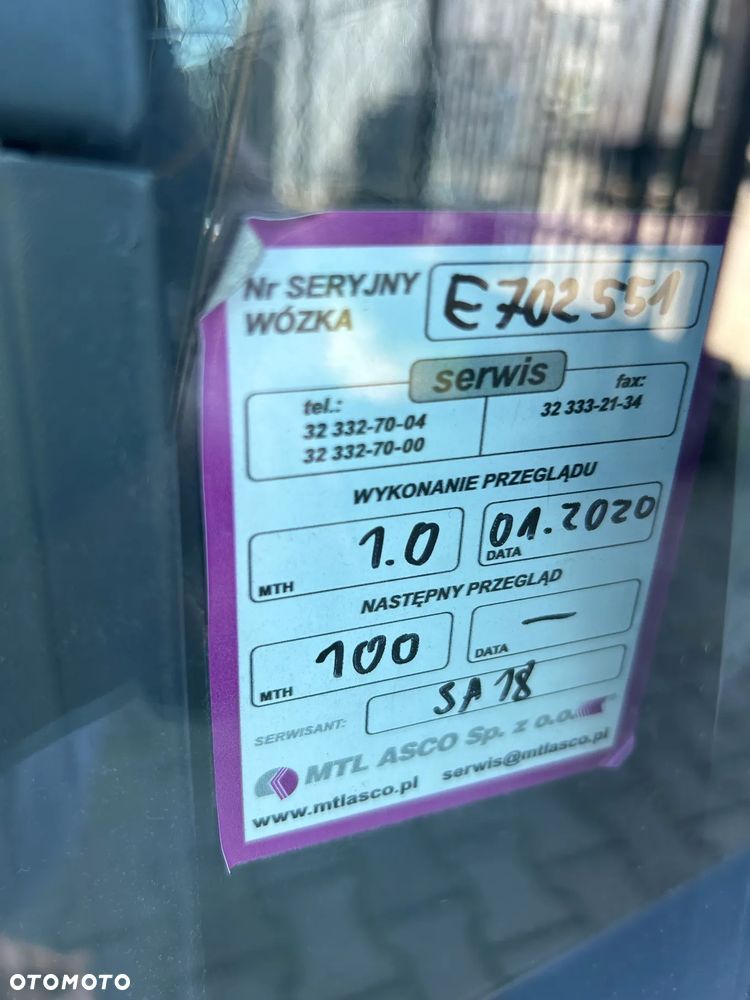 Nr SERYJNY
WÓZKA
E702551
serwis
tel.:
32 332-70-04
32 332-70-00
fax:
32 333-21-34
WYKONANIE PRZEGLĄDU
MTH 1.0
01.2020
DATA
NASTĘPNY PRZEGLĄD
MTH 100
—
DATA
SERWISANT: SA18
MTL ASCO Sp. z o.o.
www.mtlasco.pl serwis@mtlasco.pl
OTOMOTO